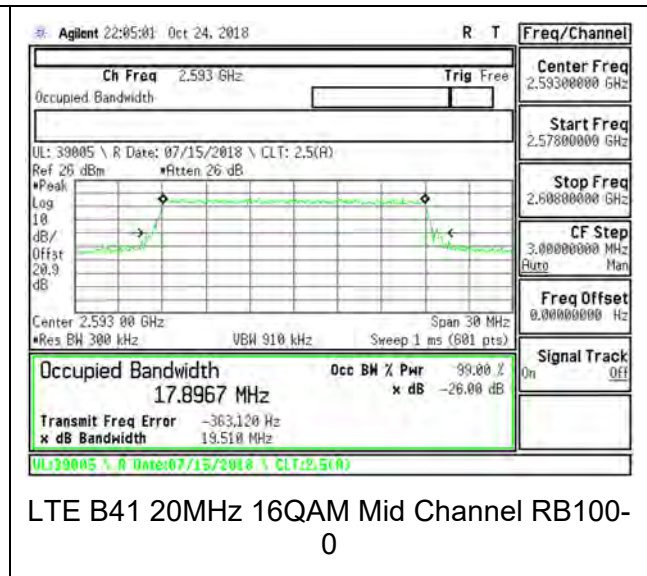 Agilent 22:05:01 Oct 24, 2018 R T
Freq/Channel
Ch Freq 2.593 GHz Trig Free
Occupied Bandwidth
Center Freq
2.59300000 GHz
Start Freq
2.57800000 GHz
UL: 39005 \ R Date: 07/15/2018 \ CLT: 2.5(A)
Ref 26 dBm #Atten 26 dB
#Peak
Log
10
dB/
Offst
20.9
dB
Stop Freq
2.60800000 GHz
CF Step
3.00000000 MHz
Auto Man
Freq Offset
0.00000000 Hz
Center 2.593 00 GHz Span 30 MHz
#Res BW 300 kHz VBW 910 kHz Sweep 1 ms (601 pts)
Signal Track
On Off
Occupied Bandwidth Occ BW % Pwr 99.00 %
17.8967 MHz x dB -26.00 dB
Transmit Freq Error -363.120 Hz
x dB Bandwidth 19.510 MHz
UL:39005 \ R Date:07/15/2018 \ CLT:2.5(A)
LTE B41 20MHz 16QAM Mid Channel RB100-
0